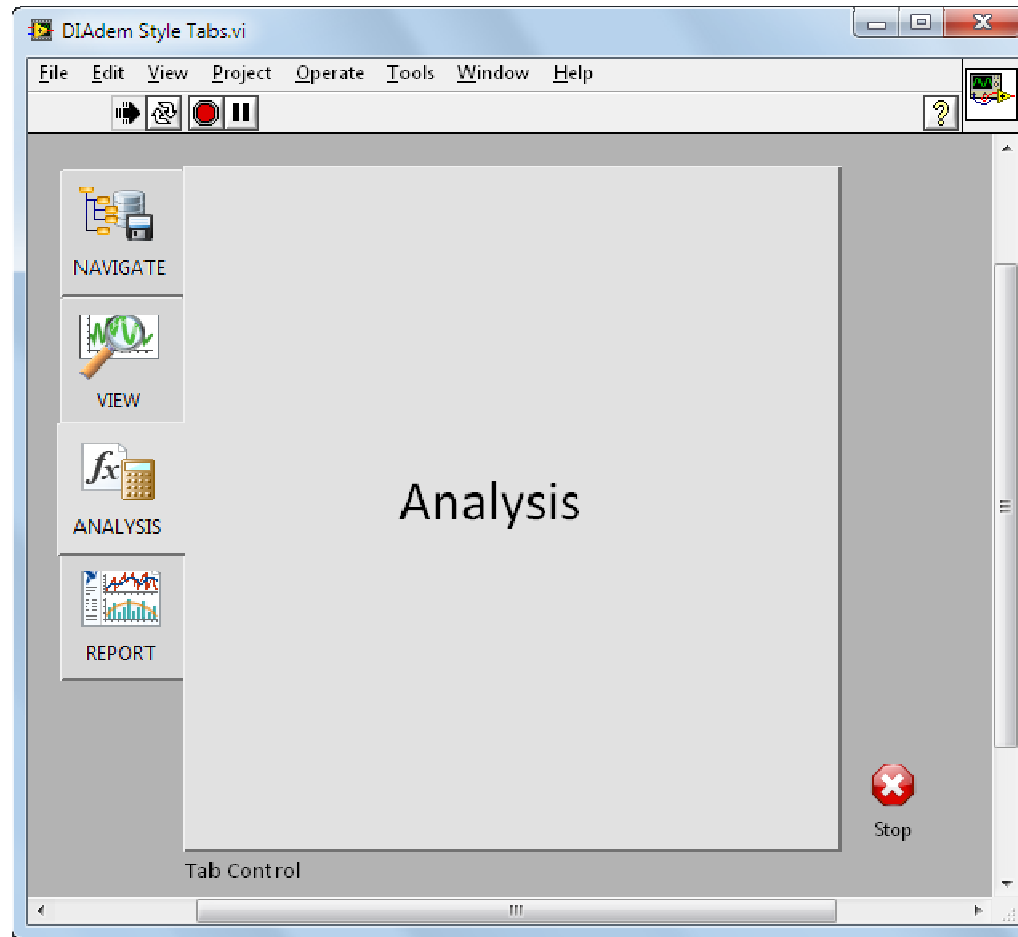 DIAdem Style Tabs.vi
File Edit View Project Operate Tools Window Help
?
NAVIGATE
VIEW
fx
ANALYSIS
Analysis
REPORT
Stop
Tab Control